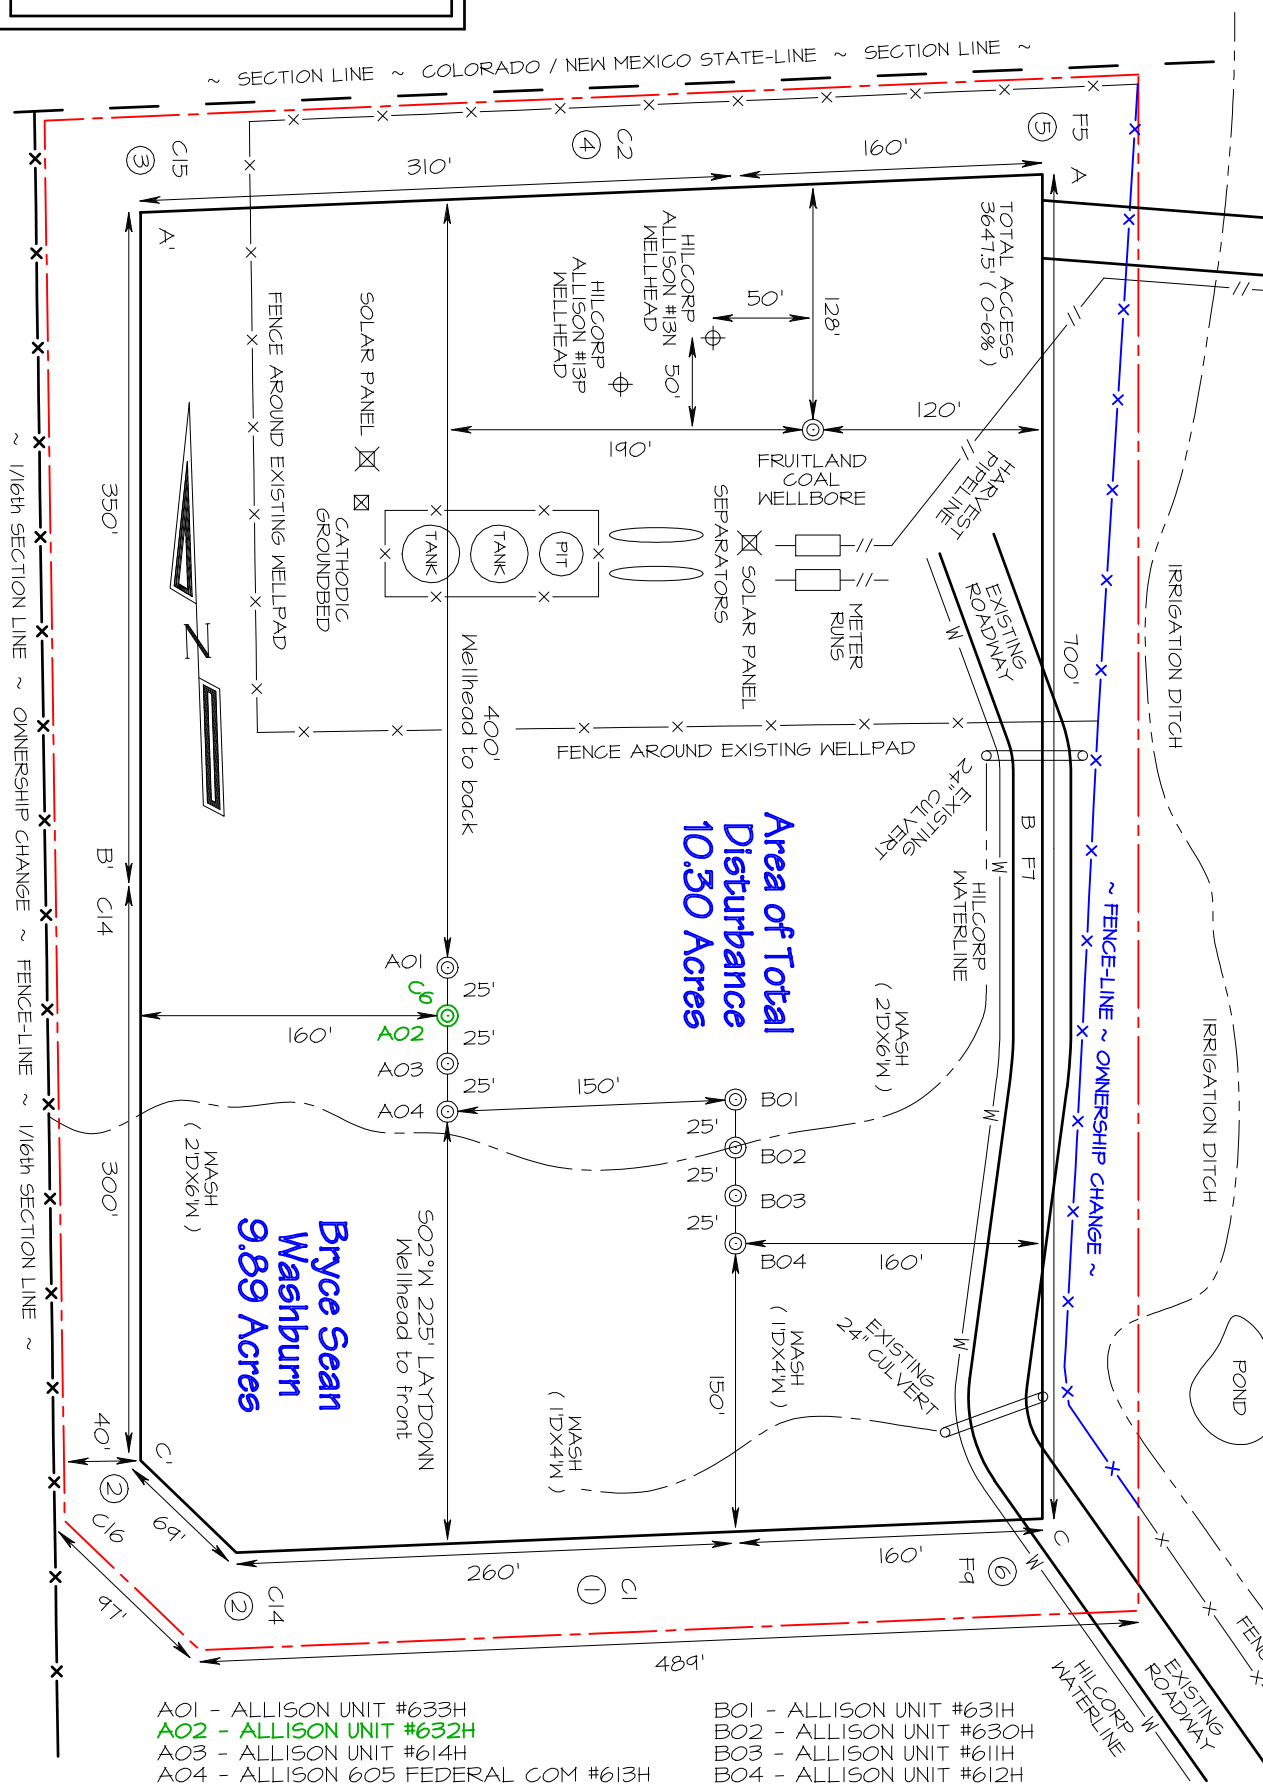 ~ SECTION LINE ~ COLORADO / NEW MEXICO STATE-LINE ~ SECTION LINE ~
C15
3
310'
C2
4
160'
F5
5
A
A'
TOTAL ACCESS
3647.5' ( 0-6% )
HILCORP
ALLISON #13N
WELLHEAD
HILCORP
ALLISON #13P
WELLHEAD
50'
128'
50'
120'
190'
FRUITLAND
COAL
WELLBORE
HARVEST
PIPELINE
SOLAR PANEL
FENCE AROUND EXISTING WELLPAD
CATHODIC
GROUNDBED
TANK
TANK
PIT
SEPARATORS
SOLAR PANEL
METER
RUNS
EXISTING
ROADWAY
700'
IRRIGATION DITCH
350'
N
400'
Wellhead to back
FENCE AROUND EXISTING WELLPAD
EXISTING
24" CULVERT
B F7
HILCORP
WATERLINE
Area of Total
Disturbance
10.30 Acres
B'
C14
~ 1/16th SECTION LINE ~ OWNERSHIP CHANGE ~ FENCE-LINE ~ 1/16th SECTION LINE ~
~ FENCE-LINE ~ OWNERSHIP CHANGE ~
IRRIGATION DITCH
A01
25'
C6
A02
25'
A03
25'
A04
160'
150'
WASH
( 2'DX6'W )
B01
25'
B02
25'
B03
25'
B04
160'
WASH
( 2'DX6'W )
300'
Bryce Sean
Washburn
9.89 Acres
S02°W 225' LAYDOWN
Wellhead to front
WASH
( 1'DX4'W )
150'
WASH
( 1'DX4'W )
EXISTING
24" CULVERT
POND
40'
C'
2
C16
69'
97'
2
C14
260'
1
C1
160'
F9
6
C
489'
HILCORP
WATERLINE
EXISTING
ROADWAY
W
W
W
W
W
W
W
A01 - ALLISON UNIT #633H
A02 - ALLISON UNIT #632H
A03 - ALLISON UNIT #614H
A04 - ALLISON 605 FEDERAL COM #613H
B01 - ALLISON UNIT #631H
B02 - ALLISON UNIT #630H
B03 - ALLISON UNIT #611H
B04 - ALLISON UNIT #612H